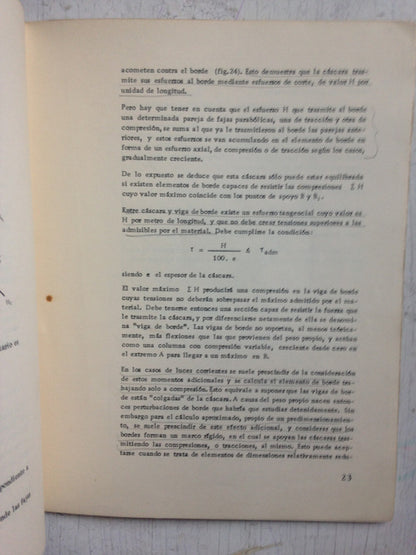 acometen contra el borde (fig.24). Esto demuestra que la cáscara tras-
mite sus esfuerzos al borde mediante esfuerzos de corte, de valor H por
unidad de longitud.
Pero hay que tener en cuenta que el esfuerzo H que trasmite al borde
una determinada pareja de fajas parabólicas, una de tracción y otra de
compresión, se suma al que ya le trasmitieron al borde las parejas ante-
riores, y estos esfuerzos se van acumulando en el elemento de borde en
forma de un esfuerzo axial, de compresión o de tracción según los casos,
gradualmente creciente.
De lo expuesto se deduce que esta cáscara sólo puede estar equilibrada
si existen elementos de borde capaces de resistir las compresiones Σ H
cuyo valor máximo coincide con los puntos de apoyo B y B₁.
Entre cáscara y viga de borde existe un esfuerzo tangencial cuyo valor es
H por metro de longitud, y que no debe crear tensiones superiores a las
admisibles por el material. Debe cumplirse la condición:
τ = H / 100. e ≤ τadm
siendo e el espesor de la cáscara.
El valor máximo Σ H producirá una compresión en la viga de borde
cuyas tensiones no deberán sobrepasar el máximo admitido por el ma-
terial. Debe tenerse entonces una sección capaz de resistir la fuerza que
le trasmite la cáscara, y por diferenciarse netamente de ella se denomi-
na "viga de borde". Las vigas de borde no soportan, al menos teórica-
mente, más flexiones que las que provienen del peso propio, y actúan
como una columna con compresión variable, creciente desde cero en
el extremo A para llegar a un máximo en B.
En los casos de luces corrientes se suele prescindir de la consideración
de estos momentos adicionales y se calcula el elemento de borde tra-
bajando solo a compresión. Esto equivale a suponer que las vigas de bor-
de están "colgadas" de la cáscara. A causa del peso propio nacen enton-
ces perturbaciones de borde que habría que estudiar detenidamente. Sin
embargo para el cálculo aproximado, propio de un predimensionamien-
to, se suele prescindir de este efecto adicional, y considerar que los
bordes forman un marco rígido, en el cual se apoyan las cáscaras tras-
mitiendo las compresiones, o tracciones, al mismo. Esto puede acep-
tarse cuando se trata de elementos de dimensiones relativamente redu-
23
tario es
pondiente a
nde las fajas